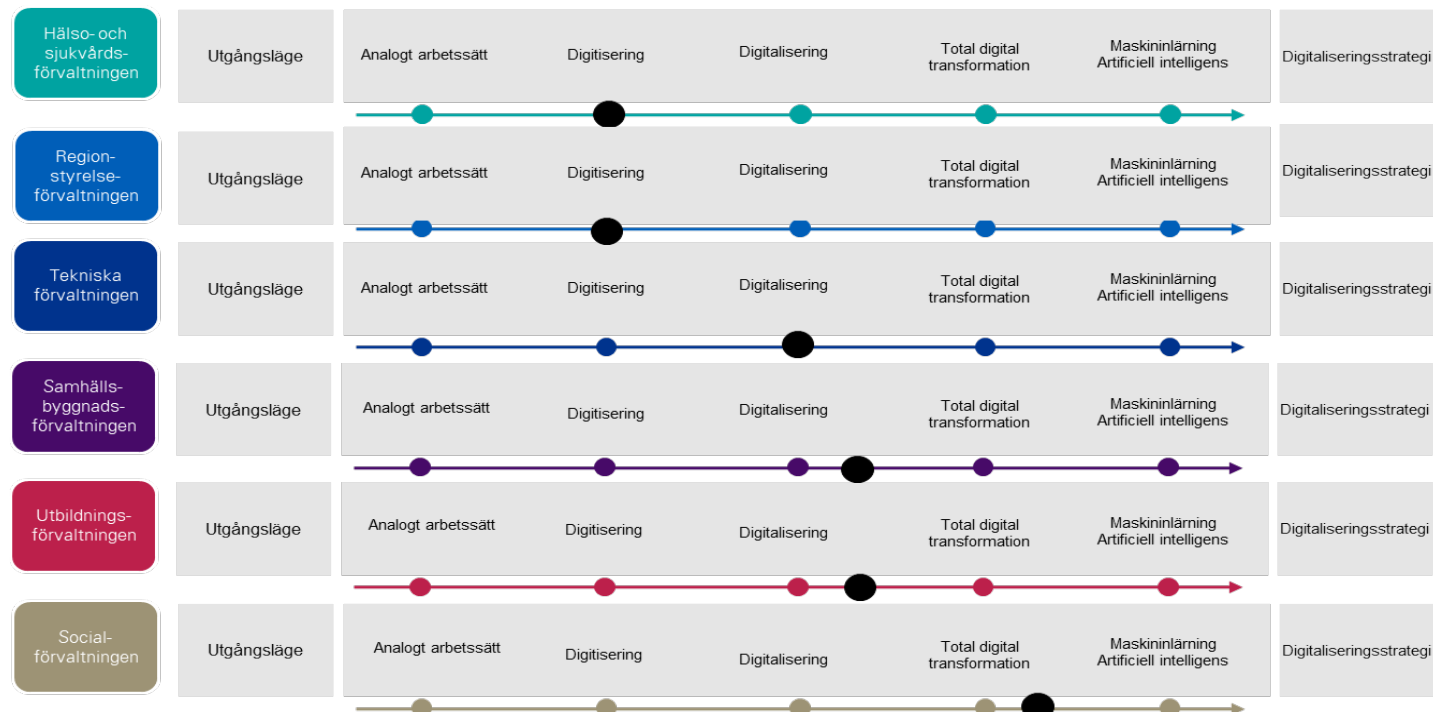 Hälso- och
sjukvårds-
förvaltningen
Utgångsläge
Analogt arbetssätt
Digitisering
Digitalisering
Total digital
transformation
Maskininlärning
Artificiell intelligens
Digitaliseringsstrategi
Region-
styrelse-
förvaltningen
Utgångsläge
Analogt arbetssätt
Digitisering
Digitalisering
Total digital
transformation
Maskininlärning
Artificiell intelligens
Digitaliseringsstrategi
Tekniska
förvaltningen
Utgångsläge
Analogt arbetssätt
Digitisering
Digitalisering
Total digital
transformation
Maskininlärning
Artificiell intelligens
Digitaliseringsstrategi
Samhälls-
byggnads-
förvaltningen
Utgångsläge
Analogt arbetssätt
Digitisering
Digitalisering
Total digital
transformation
Maskininlärning
Artificiell intelligens
Digitaliseringsstrategi
Utbildnings-
förvaltningen
Utgångsläge
Analogt arbetssätt
Digitisering
Digitalisering
Total digital
transformation
Maskininlärning
Artificiell intelligens
Digitaliseringsstrategi
Social-
förvaltningen
Utgångsläge
Analogt arbetssätt
Digitisering
Digitalisering
Total digital
transformation
Maskininlärning
Artificiell intelligens
Digitaliseringsstrategi